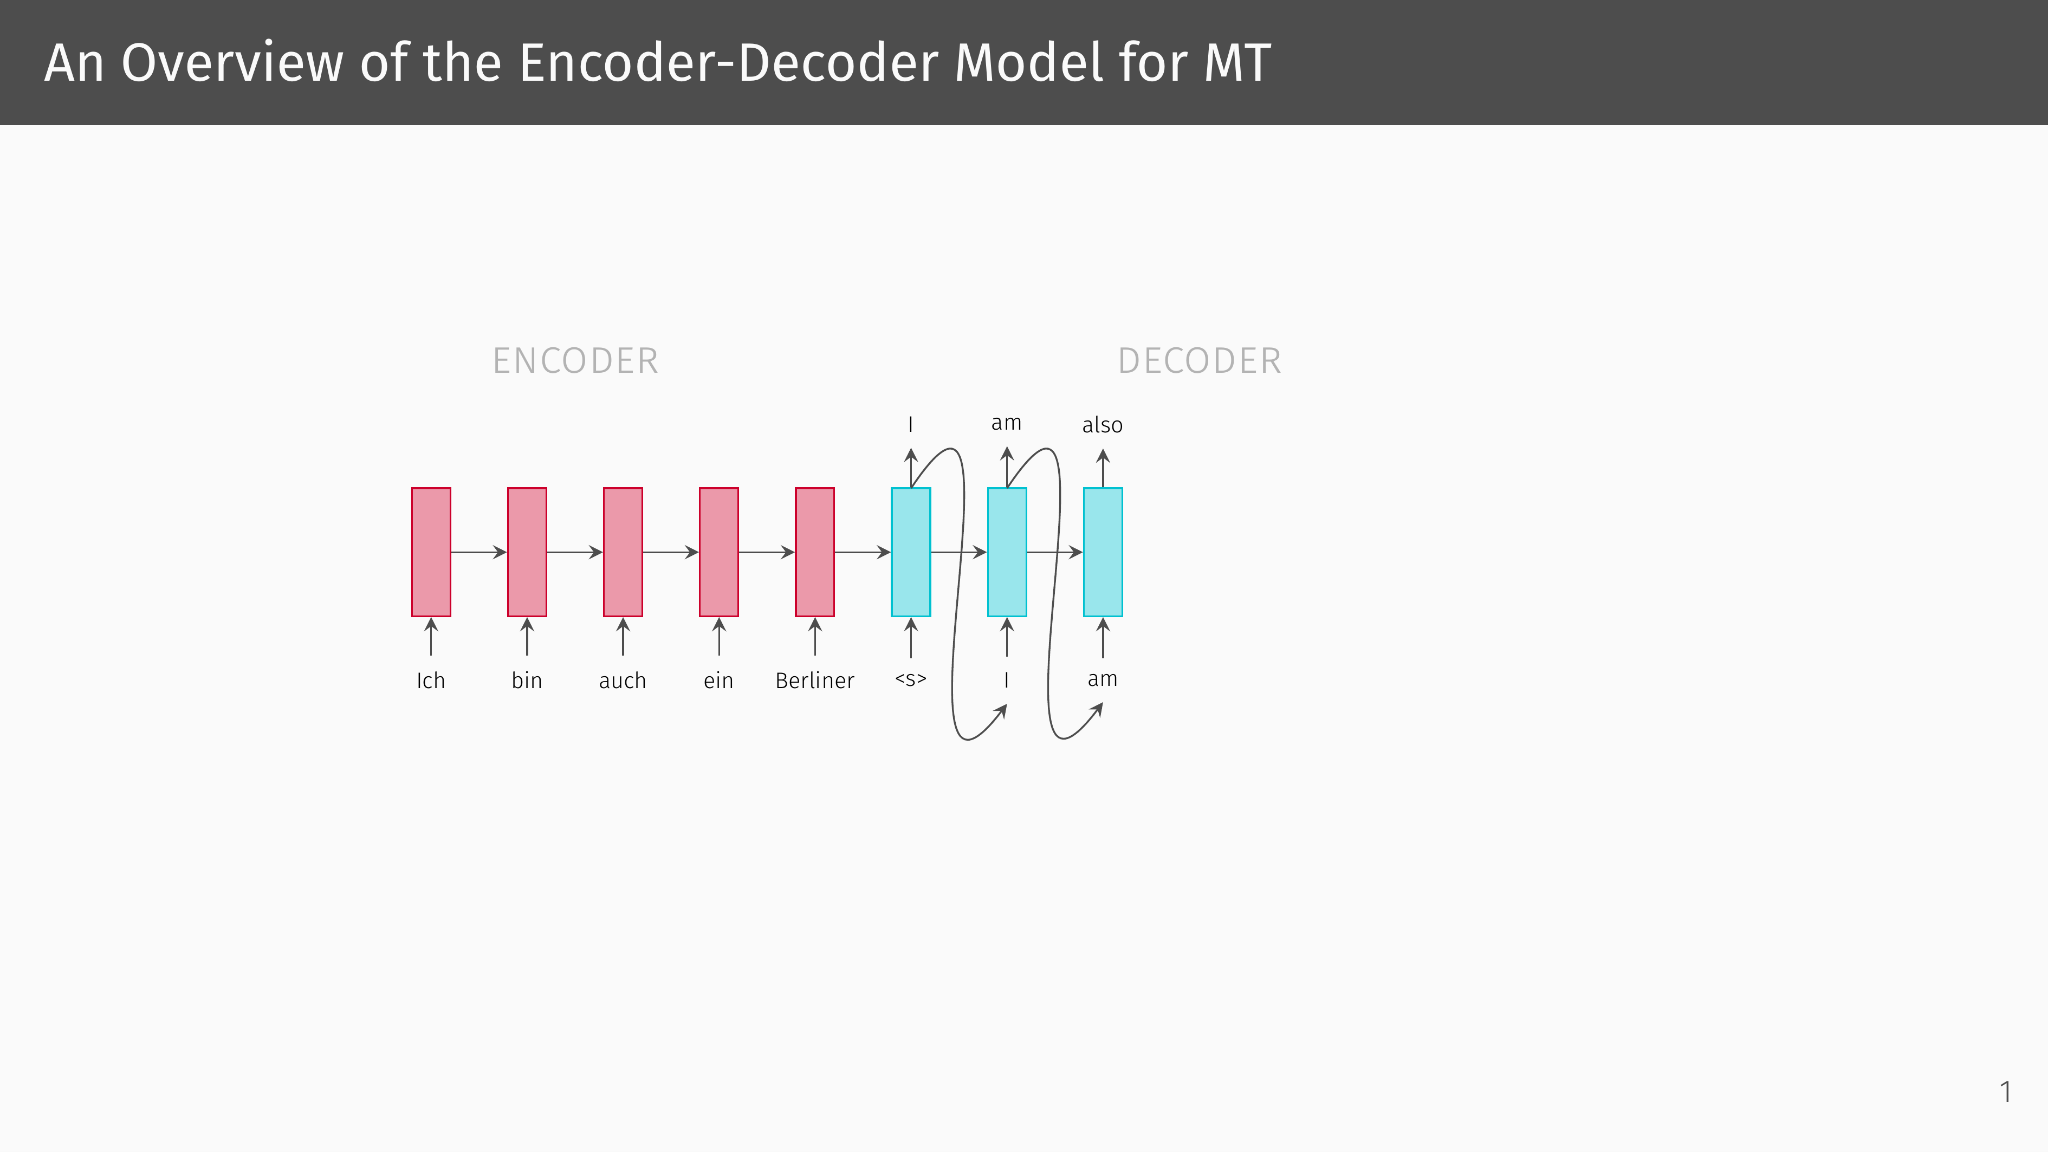 An Overview of the Encoder-Decoder Model for MT
ENCODER DECODER
I am also
Ich bin auch ein Berliner <s> I am
1